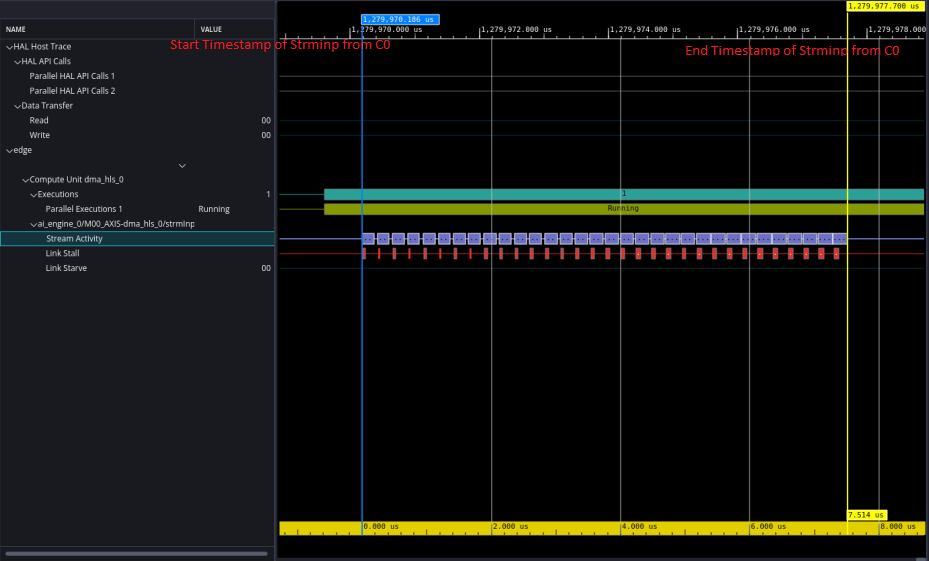 1,279,977.700 us
1,279,970.186 us
NAME VALUE
1,279,970.000 us 1,279,972.000 us 1,279,974.000 us 1,279,976.000 us 1,279,978.000
Start Timestamp of Strminp from C0
End Timestamp of Strminp from C0
HAL Host Trace
HAL API Calls
Parallel HAL API Calls 1
Parallel HAL API Calls 2
Data Transfer
Read 00
Write 00
edge
Compute Unit dma_hls_0
Executions 1 1
Parallel Executions 1 Running Running
ai_engine_0/M00_AXIS-dma_hls_0/strminp
Stream Activity
Link Stall
Link Starve 00
7.514 us
0.000 us 2.000 us 4.000 us 6.000 us 8.000 us